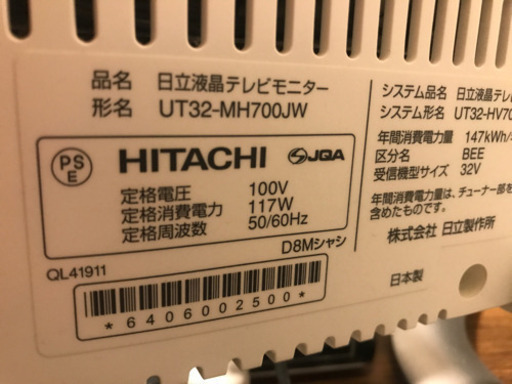 品名 日立液晶テレビモニター
形名 UT32-MH700JW
PS
E
HITACHI JQA
定格電圧 100V
定格消費電力 117W
定格周波数 50/60Hz
D8Mシャシ
QL41911
*6406002500*
システム品名 日立液晶テレ
システム形名 UT32-HV70
年間消費電力量 147kWh/
区分名 BEE
受信機型サイズ 32V
年間消費電力量は、チューナー部を
含めたものです。
株式会社 日立製作所
日本製